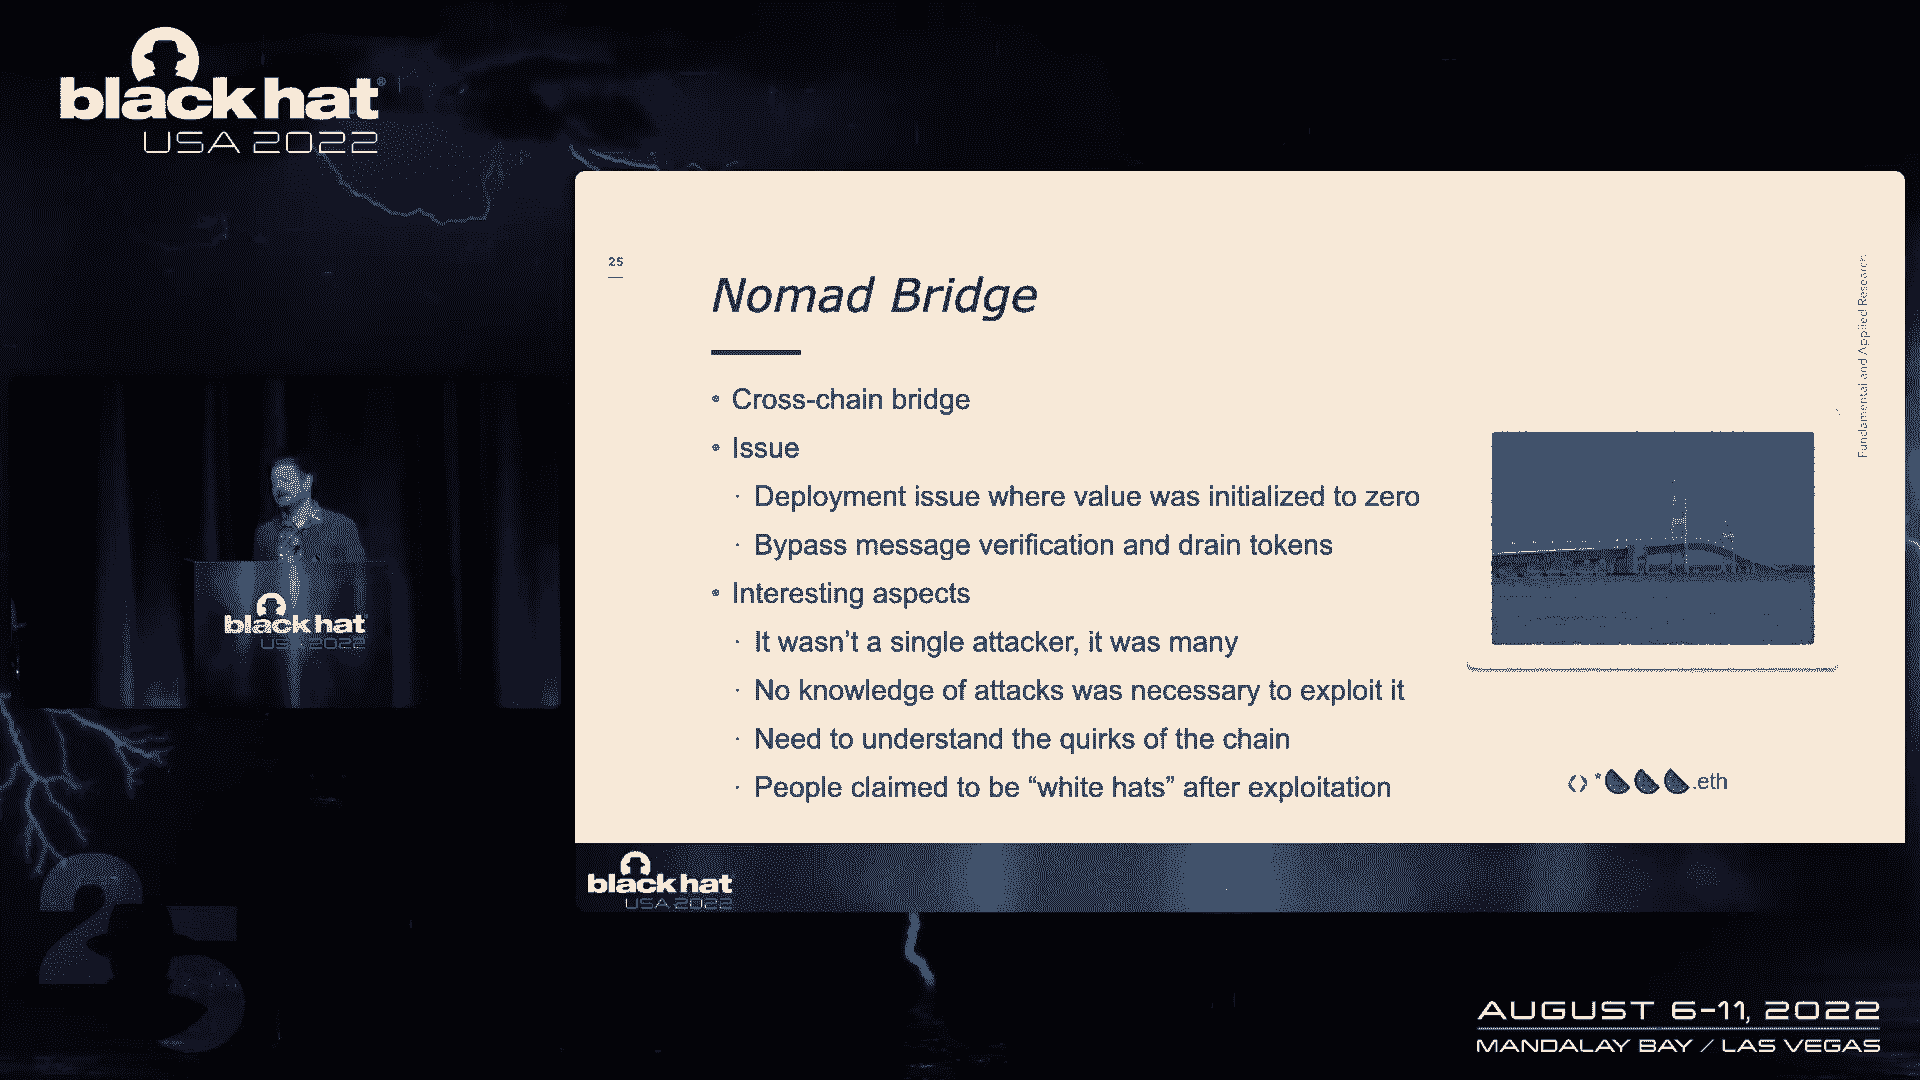 black hat®
USA 2022
25
Nomad Bridge
• Cross-chain bridge
• Issue
· Deployment issue where value was initialized to zero
· Bypass message verification and drain tokens
• Interesting aspects
· It wasn’t a single attacker, it was many
· No knowledge of attacks was necessary to exploit it
· Need to understand the quirks of the chain
· People claimed to be “white hats” after exploitation
Fundamental and Applied Research
.eth
black hat
USA 2022
black hat
USA 2022
25
AUGUST 6-11, 2022
MANDALAY BAY / LAS VEGAS